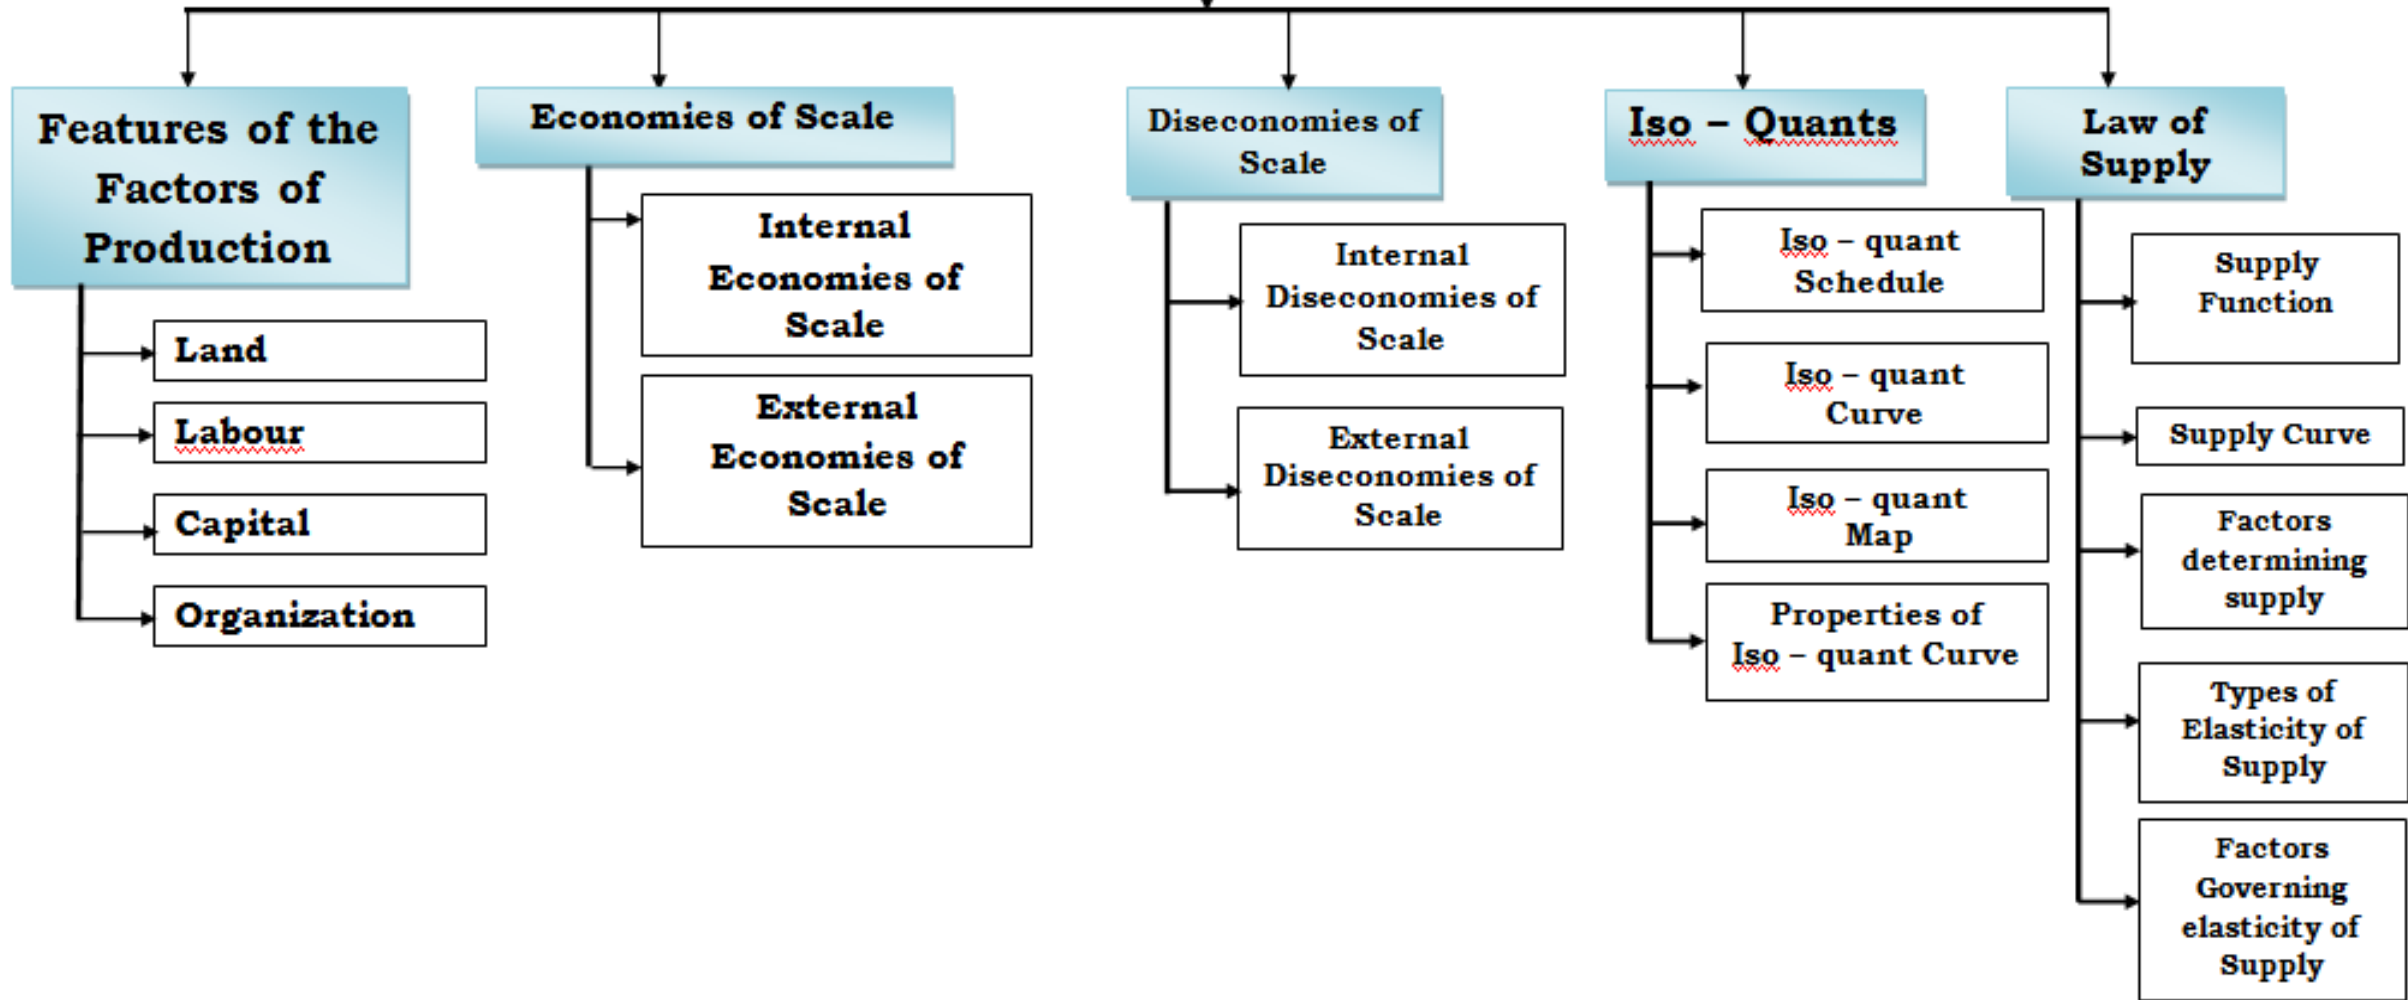 Features of the
Factors of
Production
Land
Labour
Capital
Organization
Economies of Scale
Internal
Economies of
Scale
External
Economies of
Scale
Diseconomies of
Scale
Internal
Diseconomies of
Scale
External
Diseconomies of
Scale
Iso – Quants
Iso – quant
Schedule
Iso – quant
Curve
Iso – quant
Map
Properties of
Iso – quant Curve
Law of
Supply
Supply
Function
Supply Curve
Factors
determining
supply
Types of
Elasticity of
Supply
Factors
Governing
elasticity of
Supply